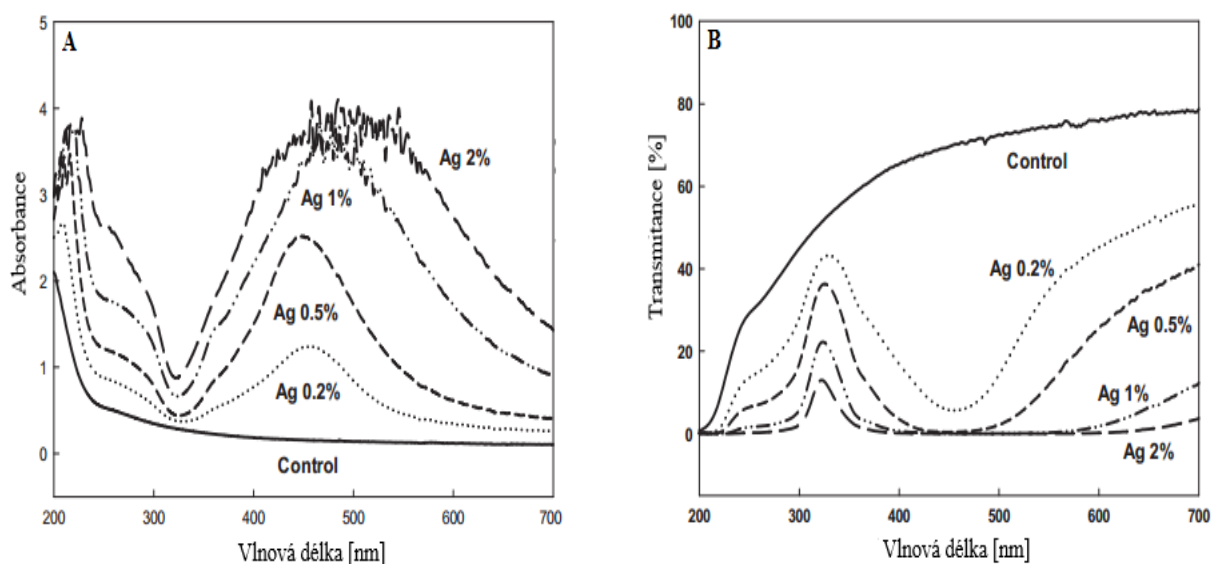 A
Absorbance
5
4
3
2
1
0
Ag 2%
Ag 1%
Ag 0.5%
Ag 0.2%
Control
200 300 400 500 600 700
Vlnová délka [nm]
B
Transmitance [%]
100
80
60
40
20
0
Control
Ag 0.2%
Ag 0.5%
Ag 1%
Ag 2%
200 300 400 500 600 700
Vlnová délka [nm]